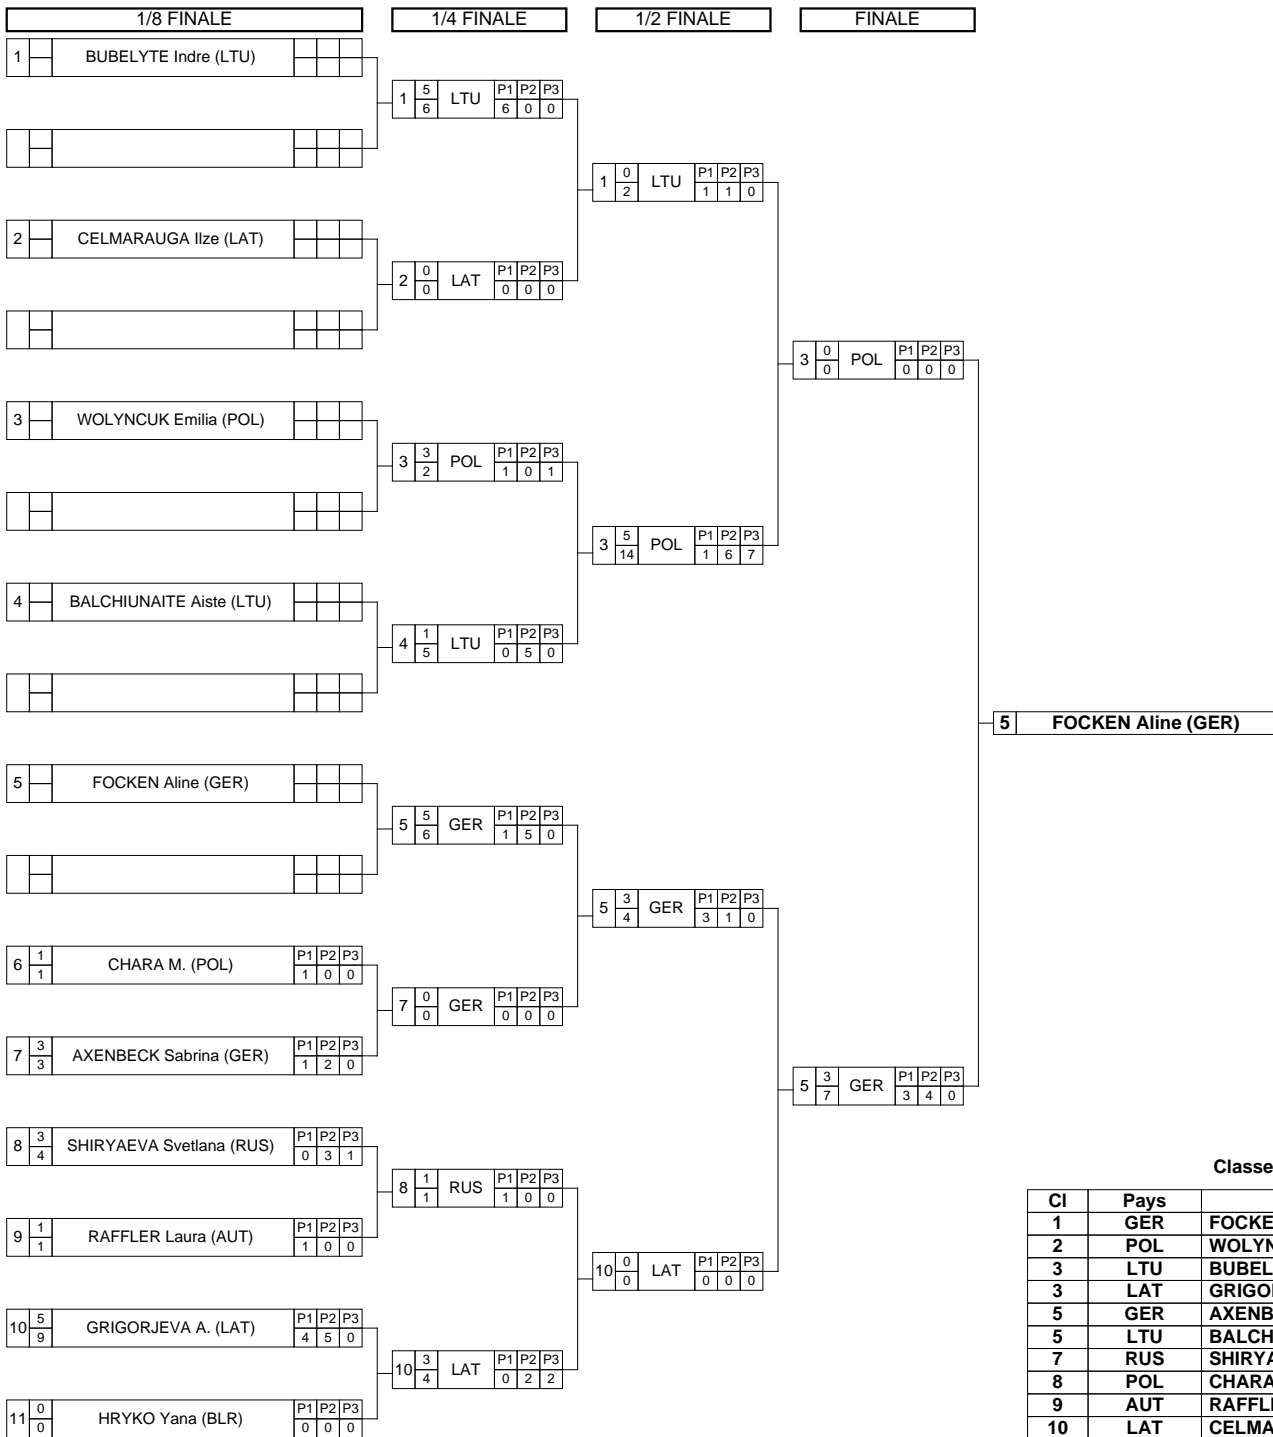 1/8 FINALE 1/4 FINALE 1/2 FINALE FINALE
1 BUBELYTE Indre (LTU)
1 5 6 LTU P1 P2 P3 6 0 0
1 0 2 LTU P1 P2 P3 1 1 0
2 CELMARAUGA Ilze (LAT)
2 0 0 LAT P1 P2 P3 0 0 0
3 0 0 POL P1 P2 P3 0 0 0
3 WOLYNCUK Emilia (POL)
3 3 2 POL P1 P2 P3 1 0 1
3 5 14 POL P1 P2 P3 1 6 7
4 BALCHIUNAITE Aiste (LTU)
4 1 5 LTU P1 P2 P3 0 5 0
5 FOCKEN Aline (GER)
5 FOCKEN Aline (GER)
5 5 6 GER P1 P2 P3 1 5 0
5 3 4 GER P1 P2 P3 3 1 0
6 1 1 CHARA M. (POL) P1 P2 P3 1 0 0
7 0 0 GER P1 P2 P3 0 0 0
7 3 3 AXENBECK Sabrina (GER) P1 P2 P3 1 2 0
5 3 7 GER P1 P2 P3 3 4 0
8 3 4 SHIRYAEVA Svetlana (RUS) P1 P2 P3 0 3 1
8 1 1 RUS P1 P2 P3 1 0 0
9 1 1 RAFFLER Laura (AUT) P1 P2 P3 1 0 0
10 0 0 LAT P1 P2 P3 0 0 0
10 5 9 GRIGORJEVA A. (LAT) P1 P2 P3 4 5 0
10 3 4 LAT P1 P2 P3 0 2 2
11 0 0 HRYKO Yana (BLR) P1 P2 P3 0 0 0
Classe
Cl Pays
1 GER FOCKE
2 POL WOLYN
3 LTU BUBEL
3 LAT GRIGO
5 GER AXENB
5 LTU BALCH
7 RUS SHIRYA
8 POL CHARA
9 AUT RAFFL
10 LAT CELMA